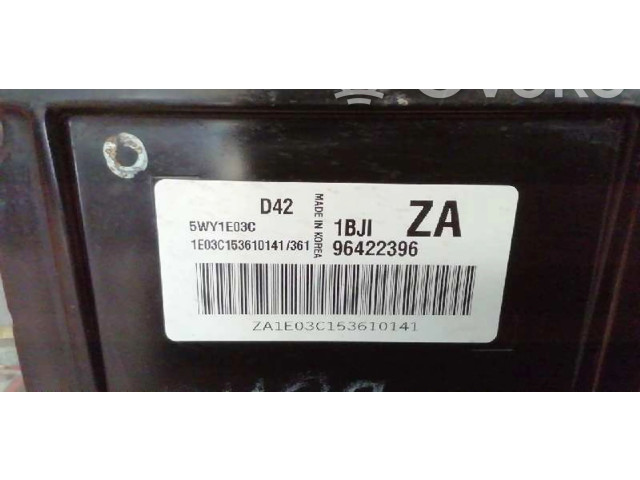 D42
5WY1E03C
1E03C153610141/361
MADE IN KOREA
1BJI
ZA
96422396
ZA1E03C153610141